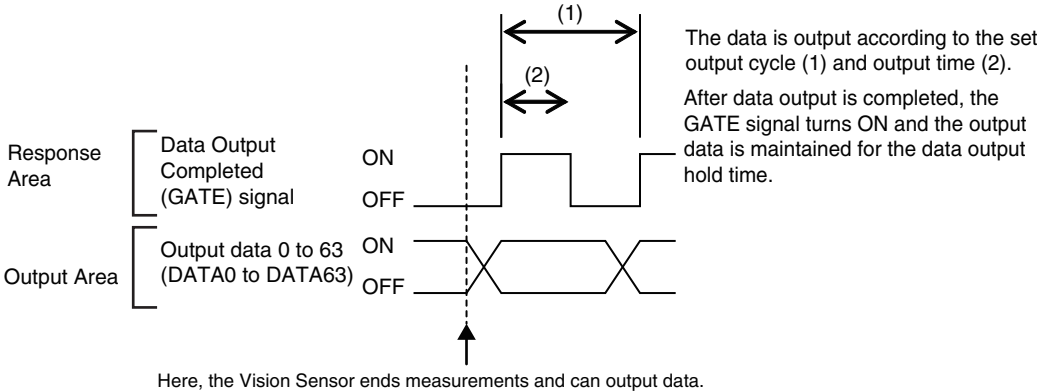 (1)
The data is output according to the set
output cycle (1) and output time (2).
(2)
After data output is completed, the
GATE signal turns ON and the output
data is maintained for the data output
hold time.
Response
Area
Data Output
Completed
(GATE) signal
ON
OFF
Output Area
Output data 0 to 63
(DATA0 to DATA63)
ON
OFF
Here, the Vision Sensor ends measurements and can output data.